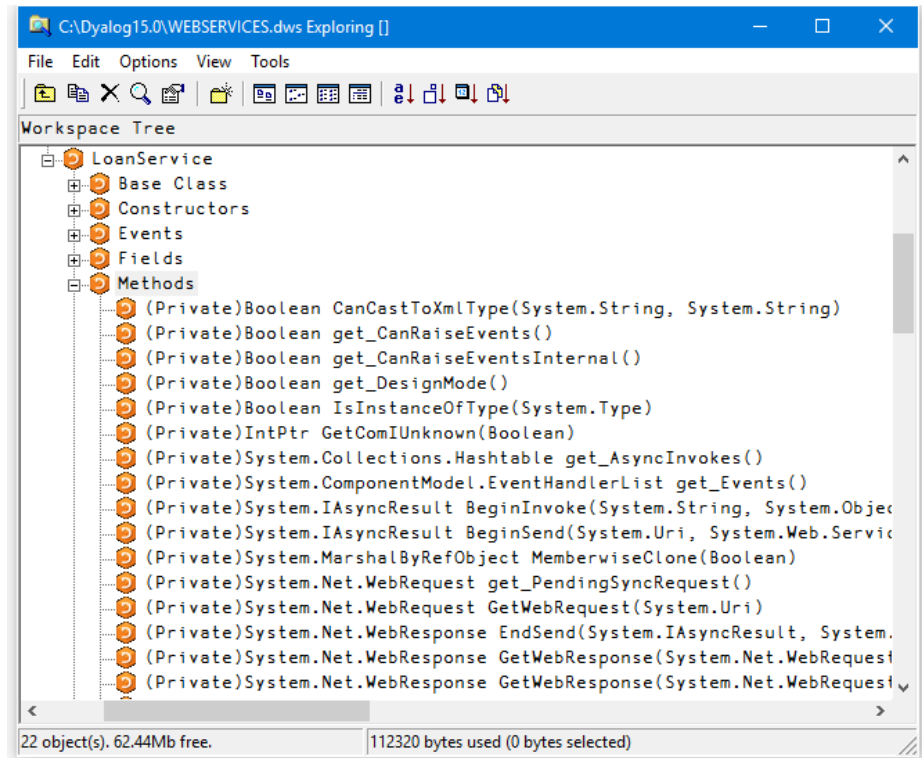 C:\Dyalog15.0\WEBSERVICES.dws Exploring []
File Edit Options View Tools
Workspace Tree
LoanService
Base Class
Constructors
Events
Fields
Methods
(Private)Boolean CanCastToXmlType(System.String, System.String)
(Private)Boolean get_CanRaiseEvents()
(Private)Boolean get_CanRaiseEventsInternal()
(Private)Boolean get_DesignMode()
(Private)Boolean IsInstanceOfType(System.Type)
(Private)IntPtr GetComIUnknown(Boolean)
(Private)System.Collections.Hashtable get_AsyncInvokes()
(Private)System.ComponentModel.EventHandlerList get_Events()
(Private)System.IAsyncResult BeginInvoke(System.String, System.Objec
(Private)System.IAsyncResult BeginSend(System.Uri, System.Web.Servic
(Private)System.MarshalByRefObject MemberwiseClone(Boolean)
(Private)System.Net.WebRequest get_PendingSyncRequest()
(Private)System.Net.WebRequest GetWebRequest(System.Uri)
(Private)System.Net.WebResponse EndSend(System.IAsyncResult, System.
(Private)System.Net.WebResponse GetWebResponse(System.Net.WebRequest
(Private)System.Net.WebResponse GetWebResponse(System.Net.WebRequest
22 object(s). 62.44Mb free. 112320 bytes used (0 bytes selected)